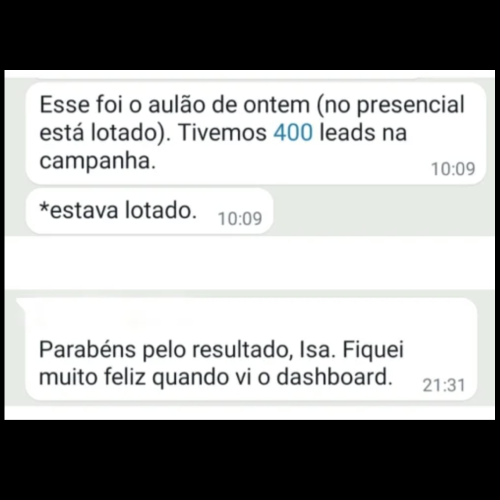 Esse foi o aulão de ontem (no presencial
está lotado). Tivemos 400 leads na
campanha.
10:09
*estava lotado.
10:09
Parabéns pelo resultado, Isa. Fiquei
muito feliz quando vi o dashboard.
21:31